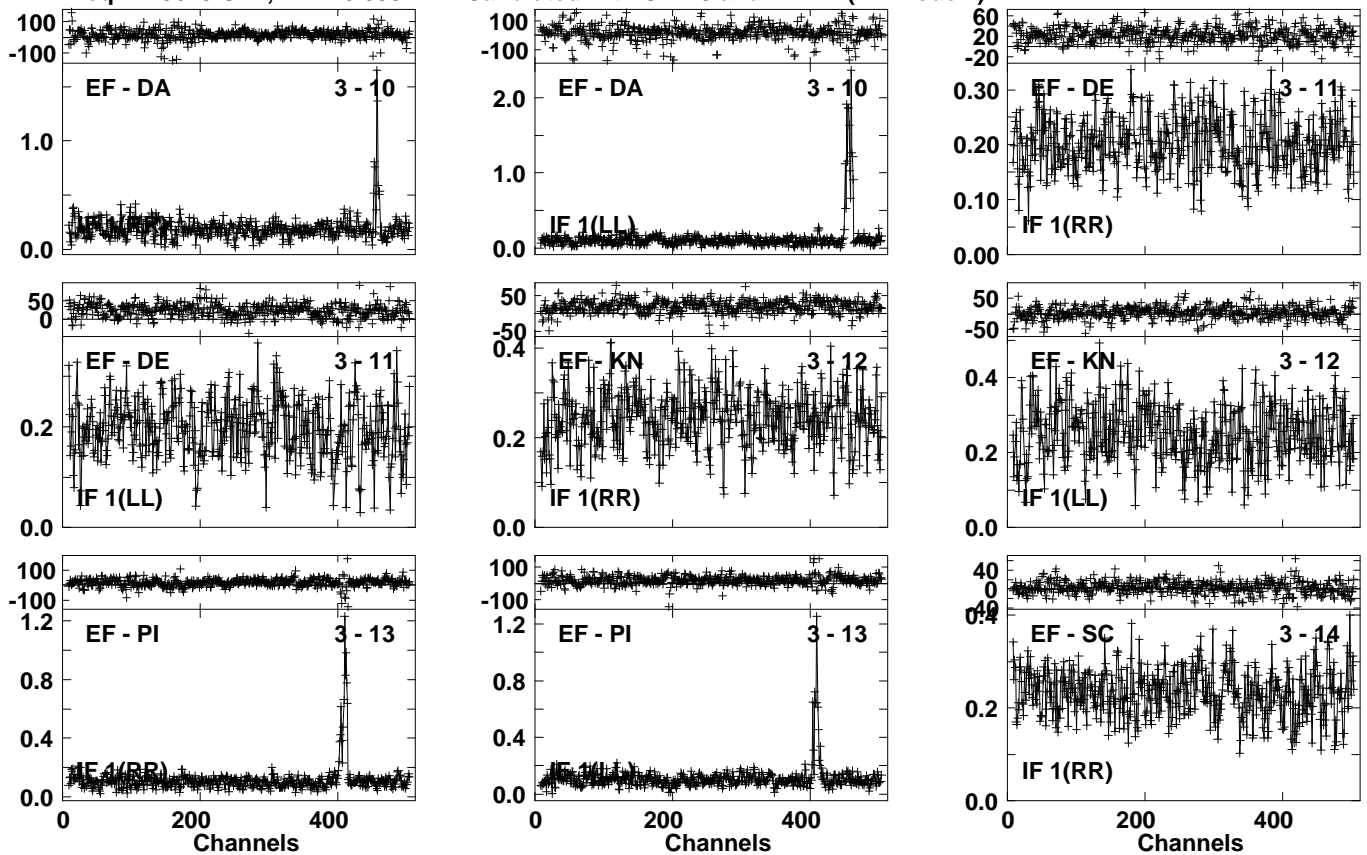 100
-100
EF - DA 3 - 10
1.0
0.0
IF 1(RR)
100
-100
EF - DA 3 - 10
2.0
1.0
0.0
IF 1(LL)
60
20
-20
EF - DE 3 - 11
0.30
0.20
0.10
0.00
IF 1(RR)
50
0
EF - DE 3 - 11
0.2
0.0
IF 1(LL)
50
-50
EF - KN 3 - 12
0.4
0.2
0.0
IF 1(RR)
50
-50
EF - KN 3 - 12
0.4
0.2
0.0
IF 1(LL)
100
-100
EF - PI 3 - 13
1.2
0.8
0.4
0.0
IF 1(RR)
0 200 400
Channels
100
-100
EF - PI 3 - 13
1.2
0.8
0.4
0.0
IF 1(LL)
0 200 400
Channels
40
0
-40
EF - SC 3 - 14
0.4
0.2
0.0
IF 1(RR)
0 200 400
Channels